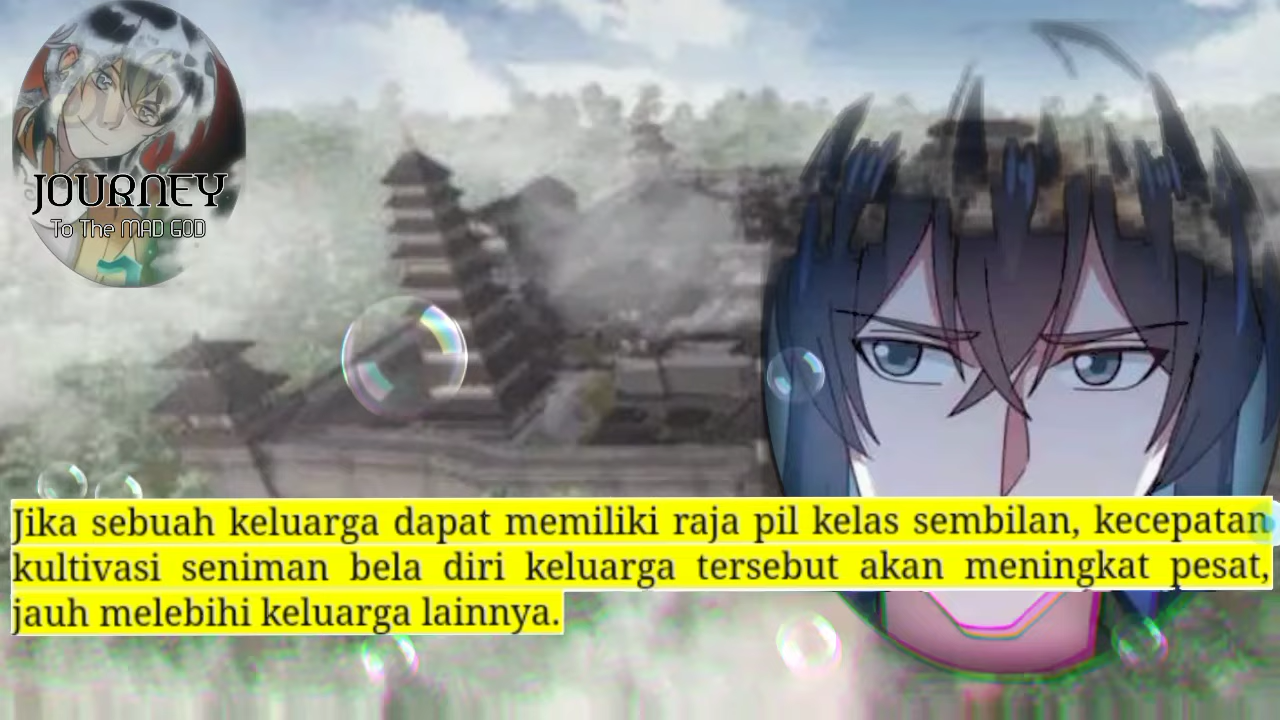 JOURNEY
To The MAD GOD
Jika sebuah keluarga dapat memiliki raja pil kelas sembilan, kecepatan
kultivasi seniman bela diri keluarga tersebut akan meningkat pesat,
jauh melebihi keluarga lainnya.